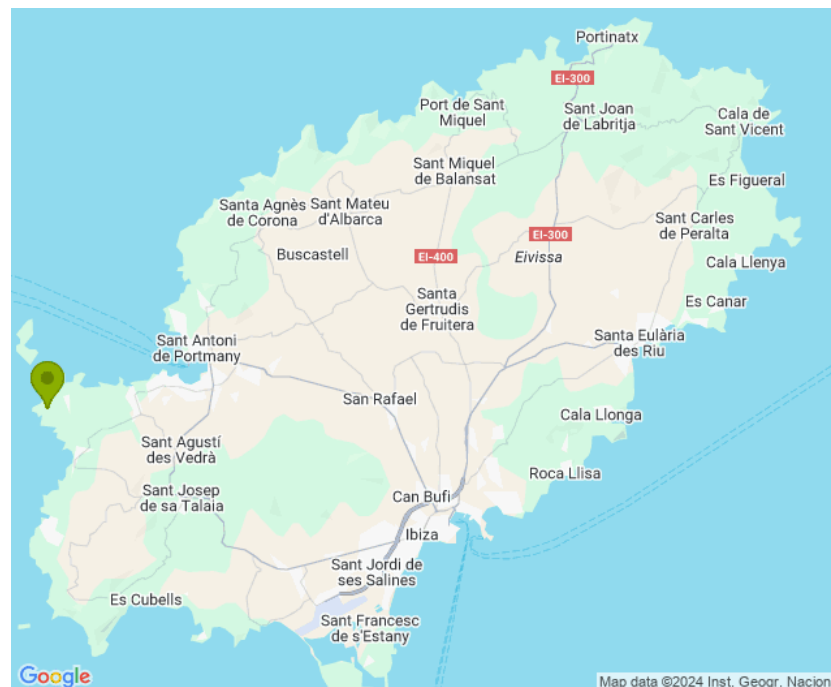 Portinatx
EI-300
Port de Sant
Miquel
Sant Joan
de Labritja
Cala de
Sant Vicent
Sant Miquel
de Balansat
Es Figueral
Santa Agnès
de Corona
Sant Mateu
d'Albarca
Sant Carles
de Peralta
EI-300
Buscastell
EI-400
Eivissa
Cala Llenya
Santa
Gertrudis
de Fruitera
Es Canar
Sant Antoni
de Portmany
Santa Eulària
des Riu
San Rafael
Cala Llonga
Sant Agustí
des Vedrà
Roca Llisa
Sant Josep
de sa Talaia
Can Bufi
Ibiza
Sant Jordi de
ses Salines
Es Cubells
Sant Francesc
de s'Estany
Google
Map data ©2024 Inst. Geogr. Nacion